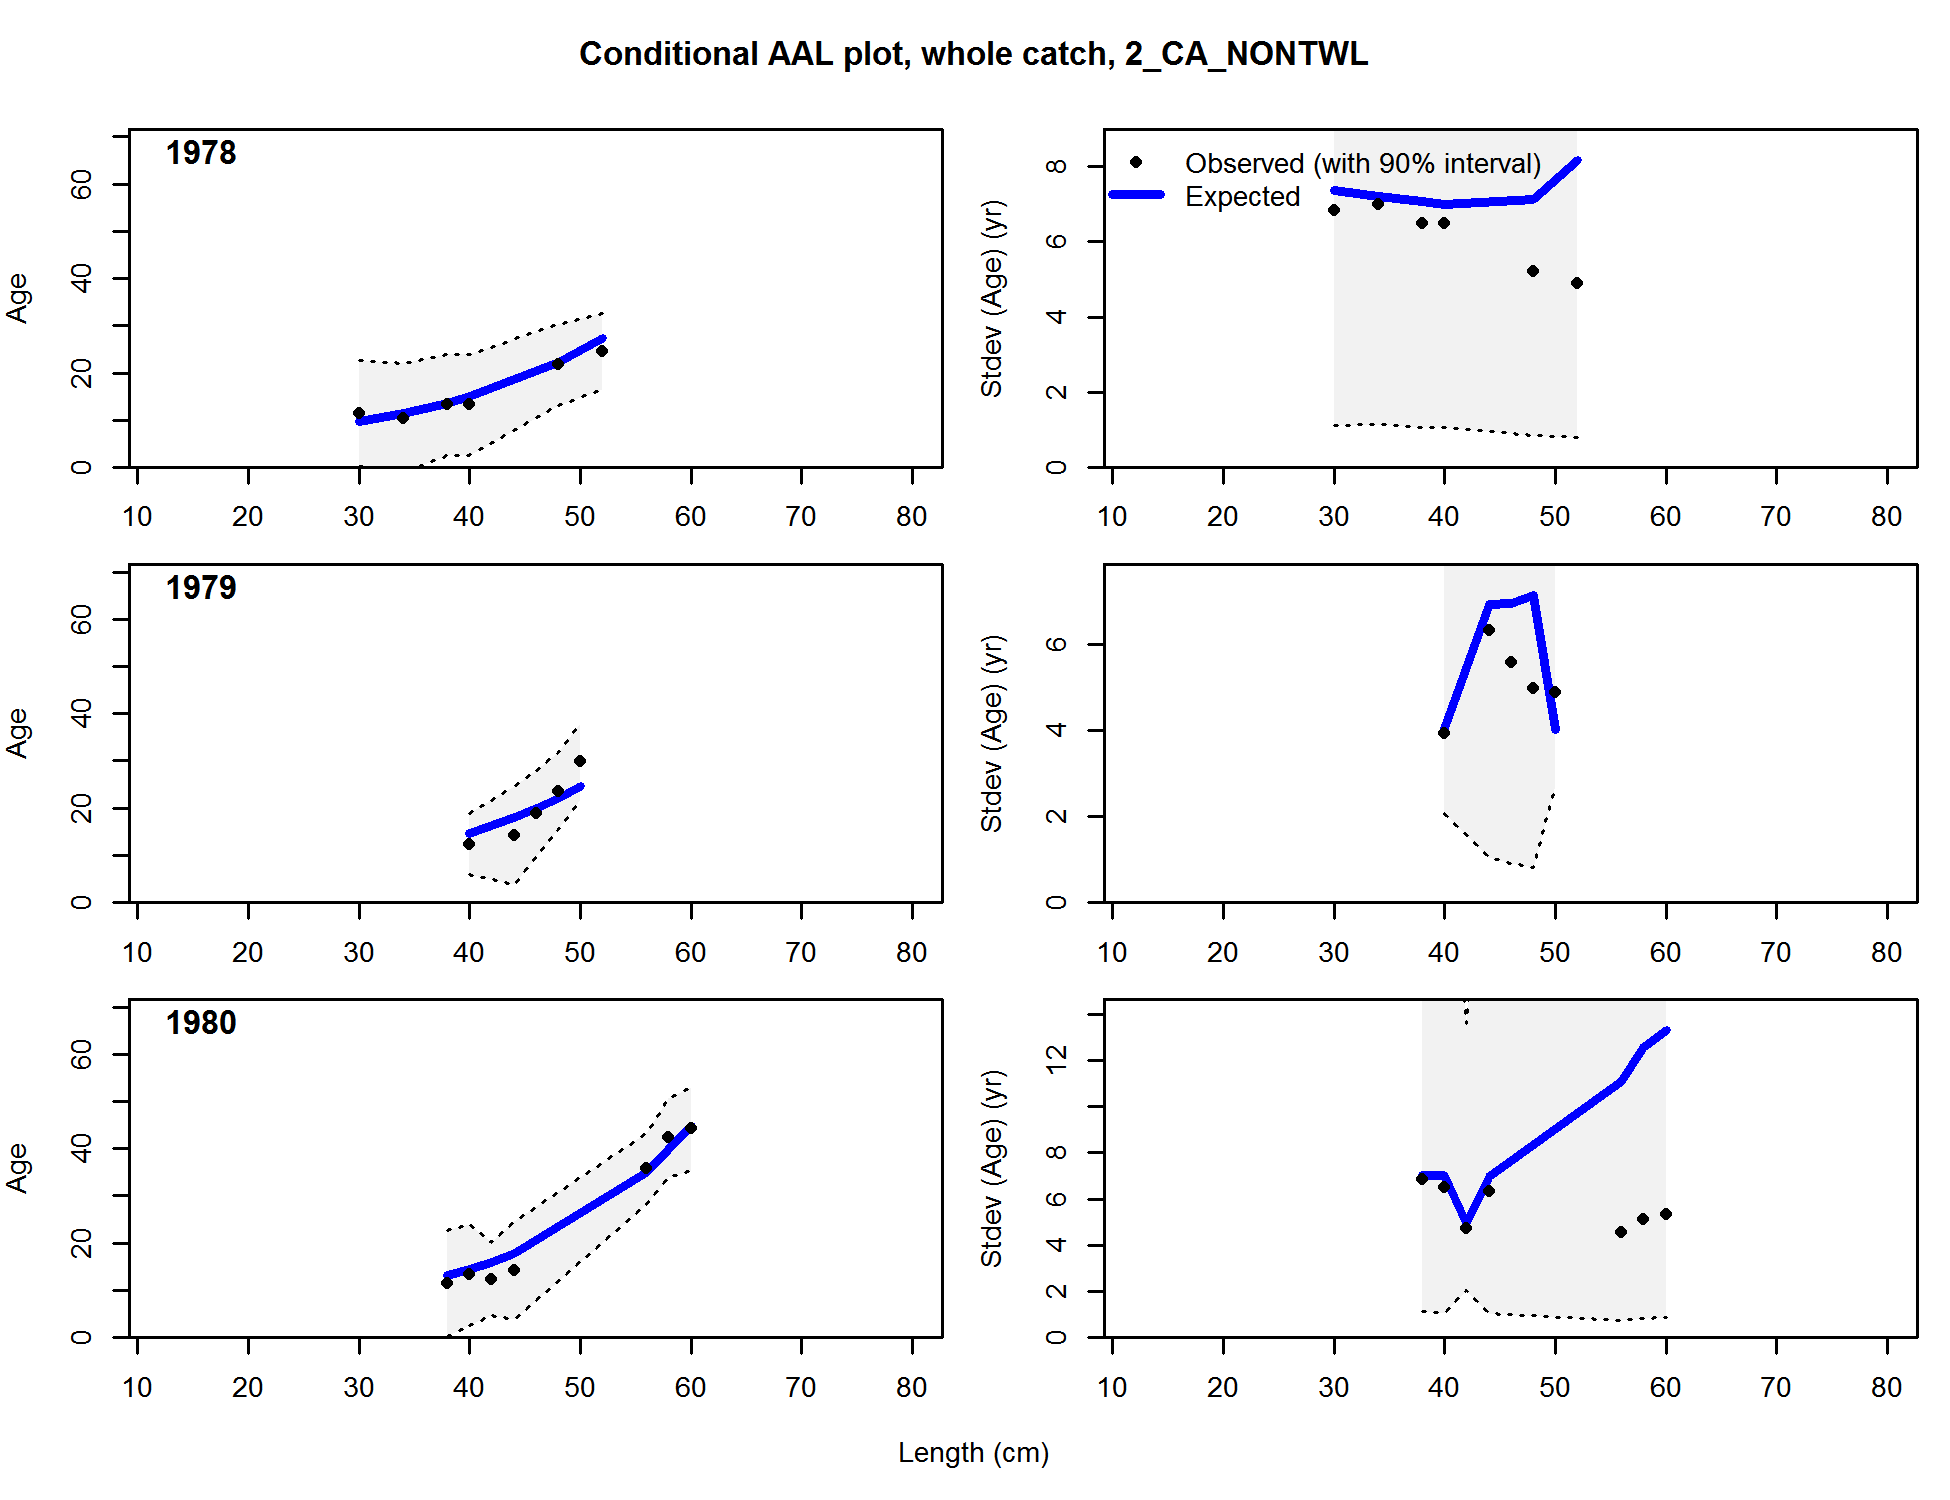 Conditional AAL plot, whole catch, 2_CA_NONTWL
1978
Age
0 20 40 60
10 20 30 40 50 60 70 80
Observed (with 90% interval)
Expected
Stdev (Age) (yr)
0 2 4 6 8
10 20 30 40 50 60 70 80
1979
Age
0 20 40 60
10 20 30 40 50 60 70 80
Stdev (Age) (yr)
0 2 4 6
10 20 30 40 50 60 70 80
1980
Age
0 20 40 60
10 20 30 40 50 60 70 80
Stdev (Age) (yr)
0 2 4 6 8 12
10 20 30 40 50 60 70 80
Length (cm)